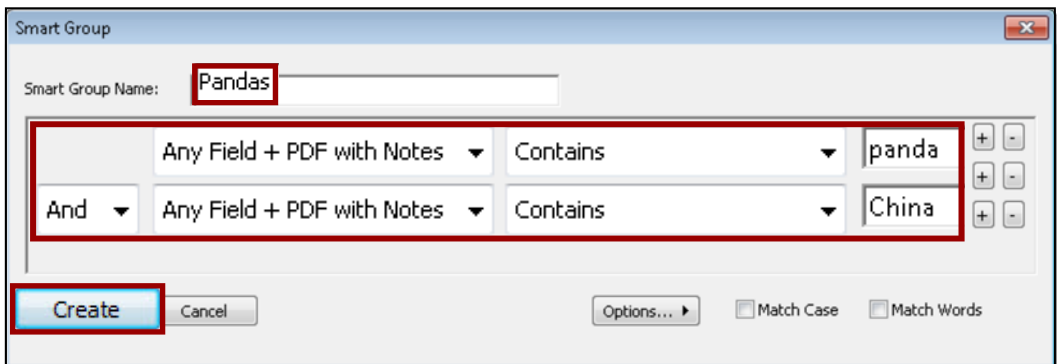 Smart Group
Smart Group Name: Pandas
Any Field + PDF with Notes Contains panda + -
+ -
And Any Field + PDF with Notes Contains China + -
Create Cancel Options... Match Case Match Words